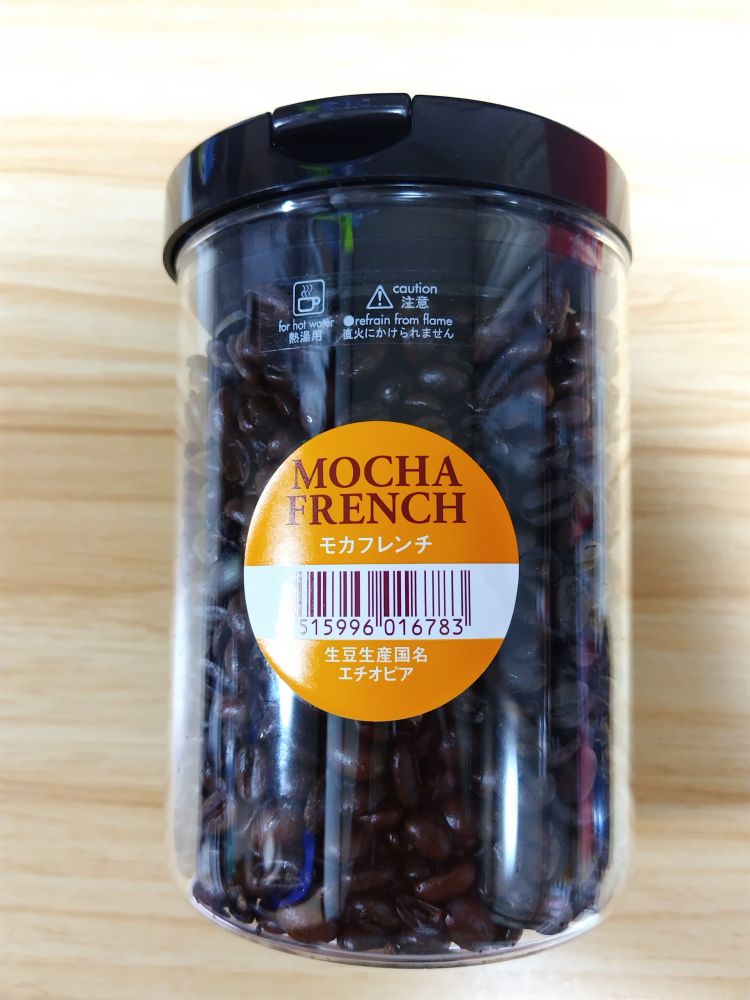 caution
注意
for hot water
熱湯用
●refrain from flame
直火にかけられません
MOCHA
FRENCH
モカフレンチ
515996 016783
生豆生産国名
エチオピア